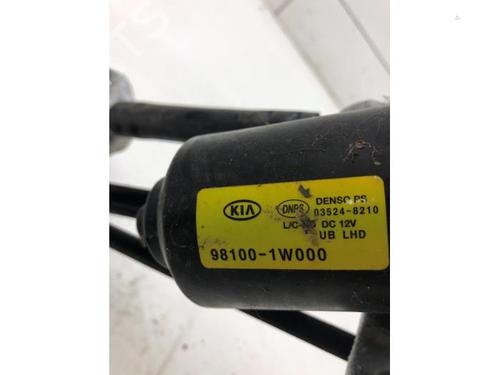 KIA
DNPS
DENSO PS
03524-8210
L/C DC 12V
UB LHD
98100-1W000